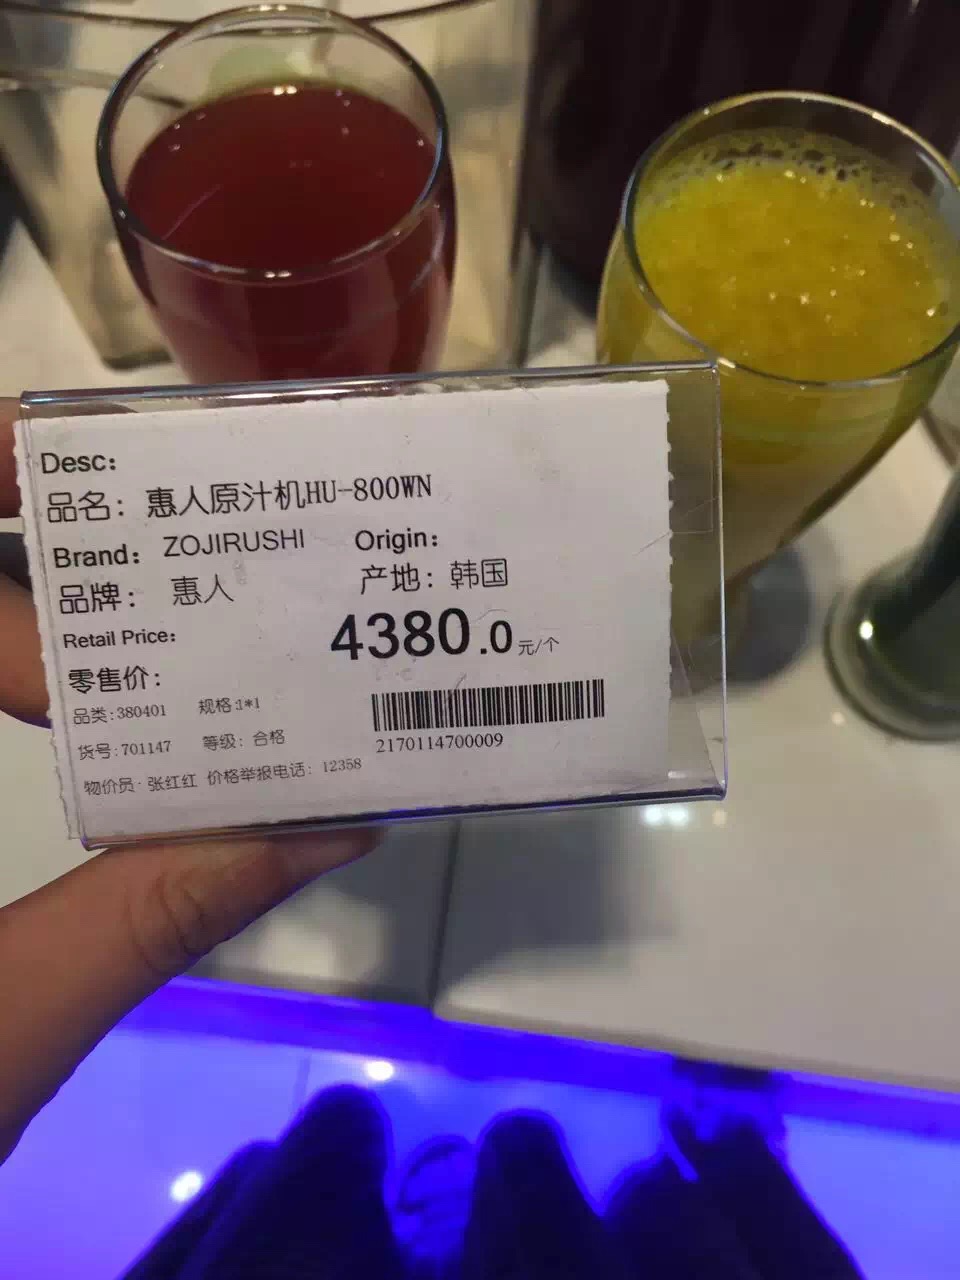 Desc:
品名: 惠人原汁机HU-800WN
Brand: ZOJIRUSHI Origin:
品牌: 惠人 产地: 韩国
Retail Price:
零售价: 4380.0元/个
品类:380401 规格:1*1
货号:701147 等级: 合格
2170114700009
物价员: 张红红 价格举报电话: 12358